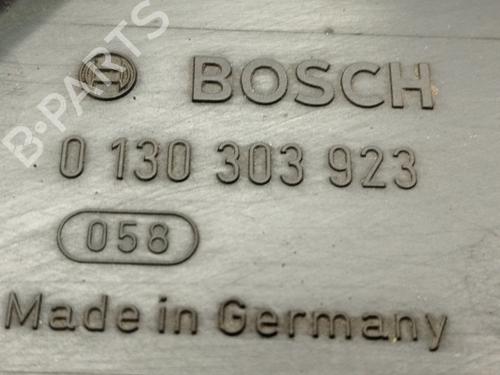 BOSCH
0 130 303 923
058
Made in Germany
B-PARTS